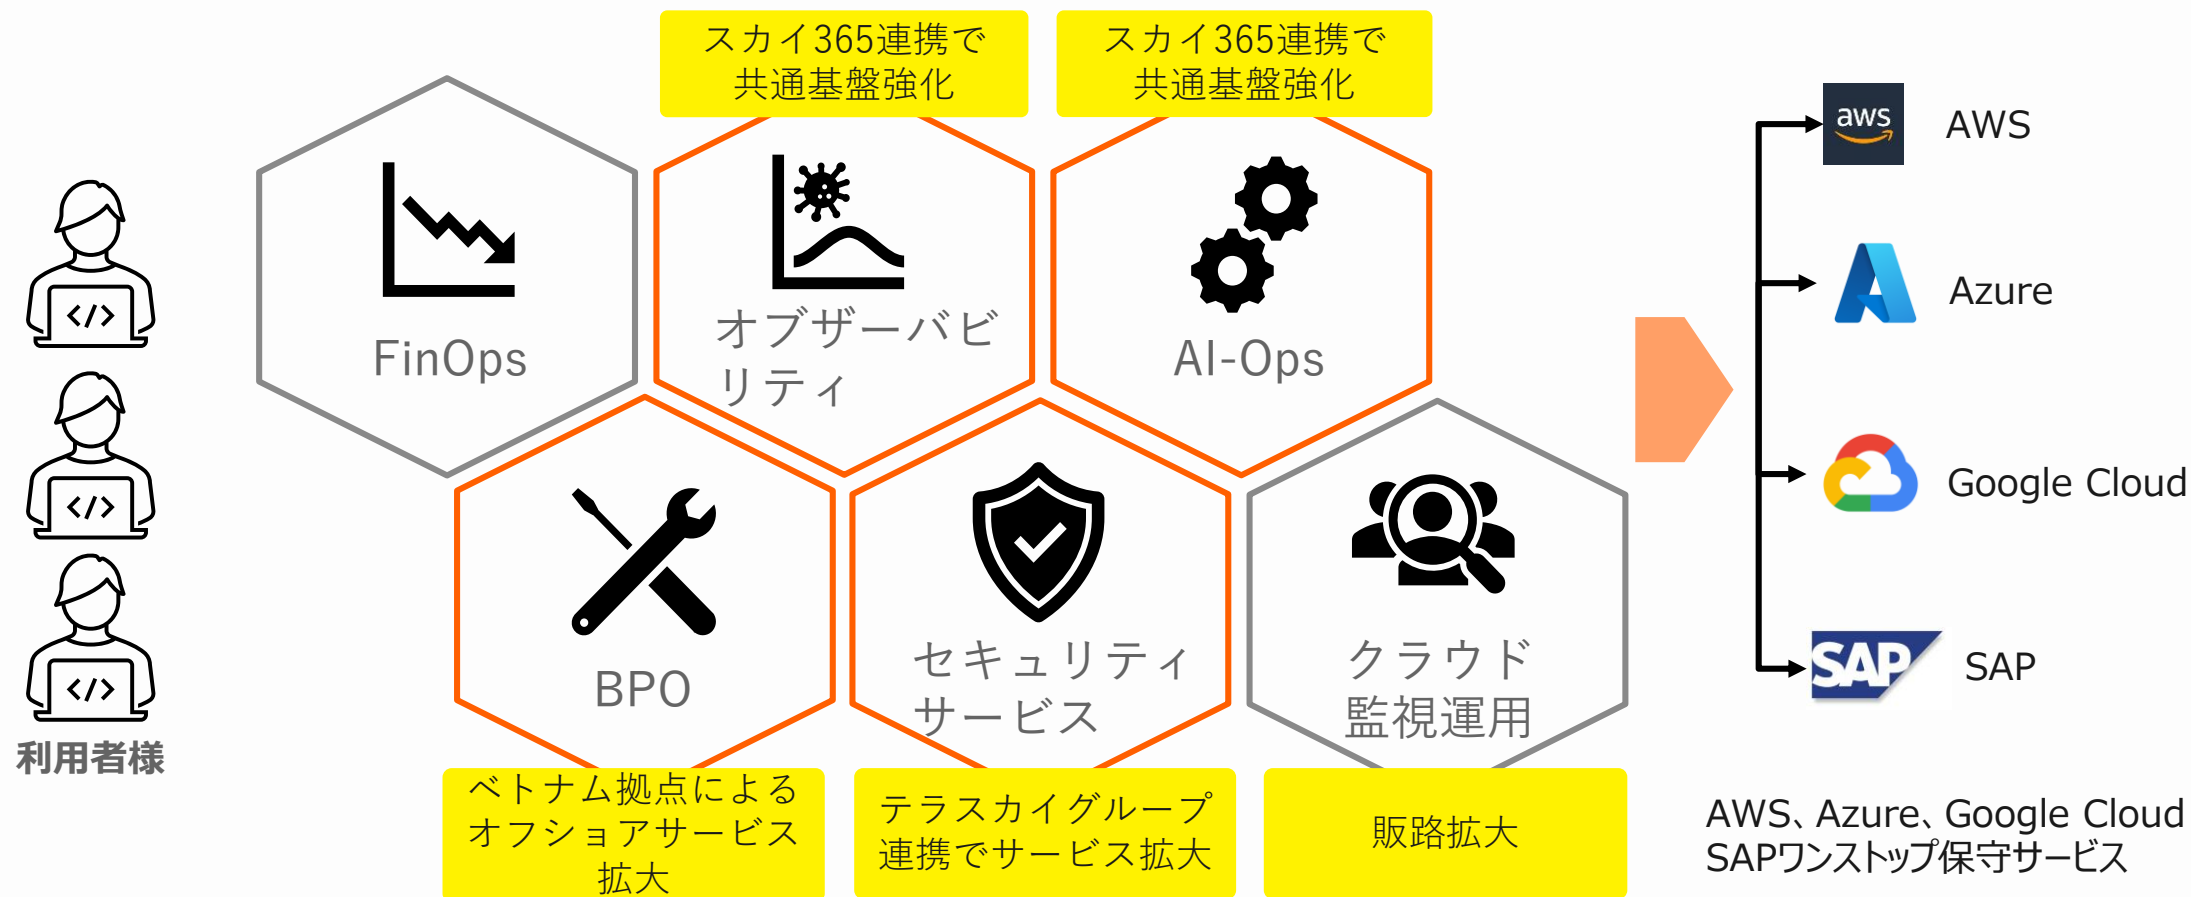 スカイ365連携で
共通基盤強化
スカイ365連携で
共通基盤強化
FinOps
オブザーバビ
リティ
AI-Ops
BPO
セキュリティ
サービス
クラウド
監視運用
ベトナム拠点による
オフショアサービス
拡大
テラスカイグループ
連携でサービス拡大
販路拡大
</>
</>
</>
利用者様
aws
AWS
Azure
Google Cloud
SAP
SAP
AWS、Azure、Google Cloud
SAPワンストップ保守サービス